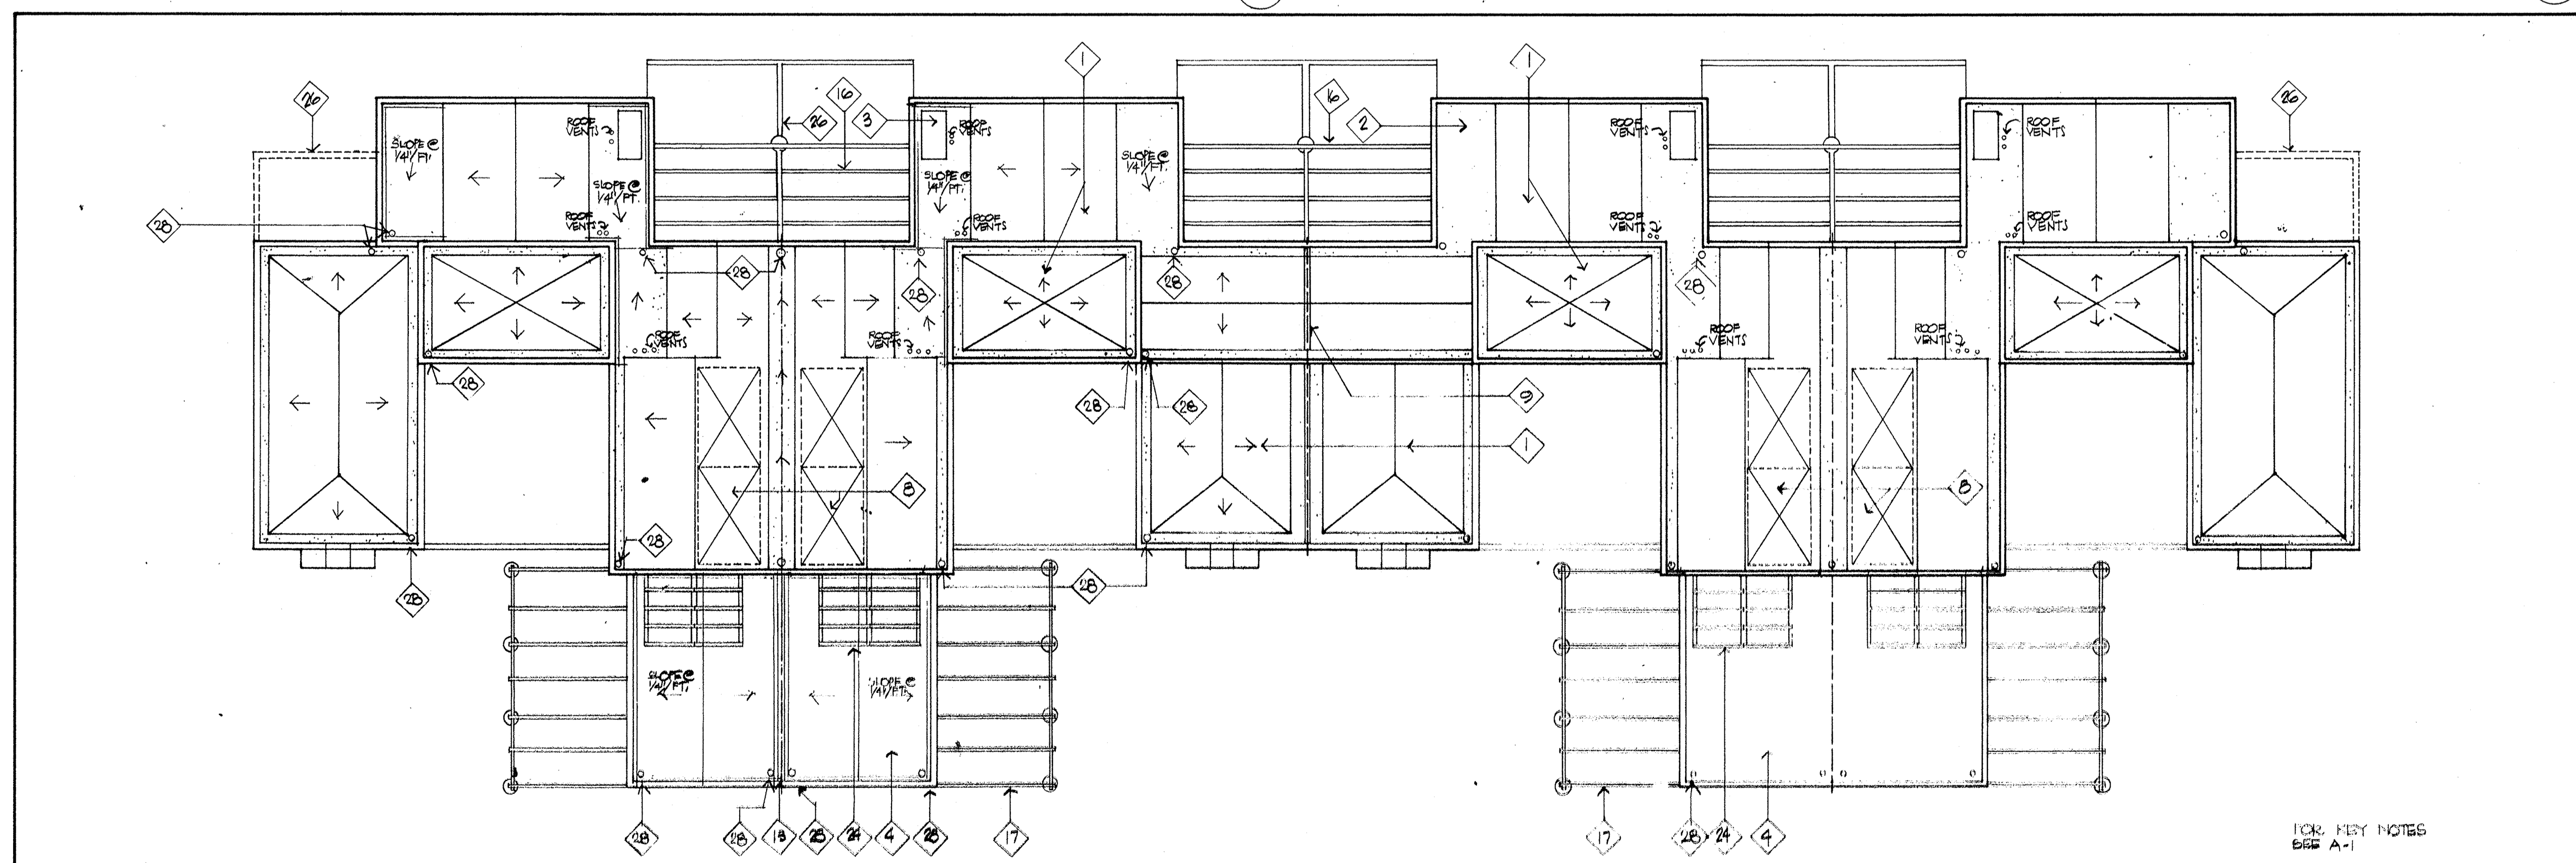 1
1
26
16
26
3
16
2
26
ROOF
VENTS
ROOF
VENTS
ROOF
VENTS
ROOF
VENTS
SLOPE @
1/4"/FT.
SLOPE @
1/4"/FT.
SLOPE @
1/4"/FT.
SLOPE @
1/4"/FT.
28
ROOF
VENTS
ROOF
VENTS
ROOF
VENTS
ROOF
VENTS
28
28
28
28
ROOF
VENTS
ROOF
VENTS
ROOF
VENTS
ROOF
VENTS
28
28
28
9
1
8
8
28
28
28
SLOPE @
1/4"/FT.
SLOPE @
1/4"/FT.
28
28
24
4
28
17
17
28
24
4
FOR KEY NOTES
SEE A-1